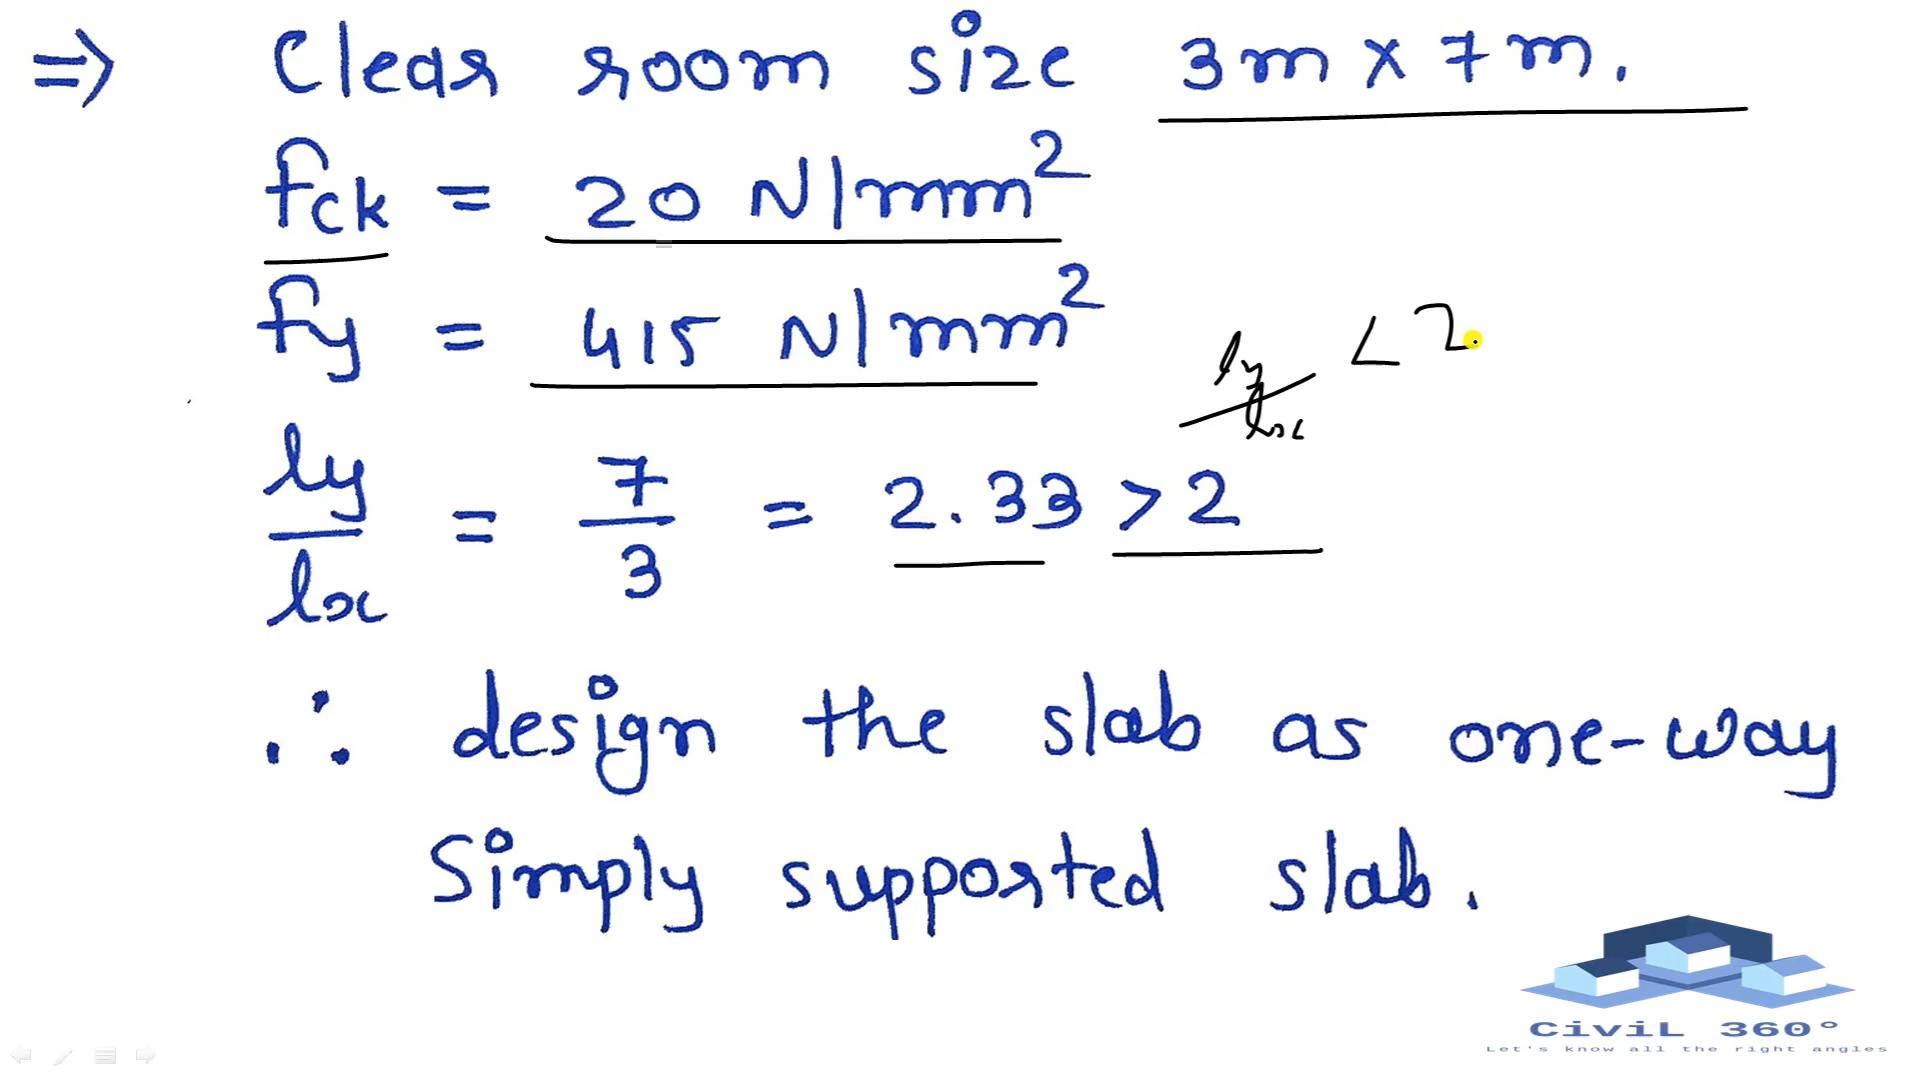 ⇒ Clear room size 3m x 7m.
fck = 20 N/mm²
fy = 415 N/mm²
ly/lx < 2
ly/lx = 7/3 = 2.33 > 2
∴ design the slab as one-way
Simply supported slab.
CiviL 360°
Let's know all the right angles